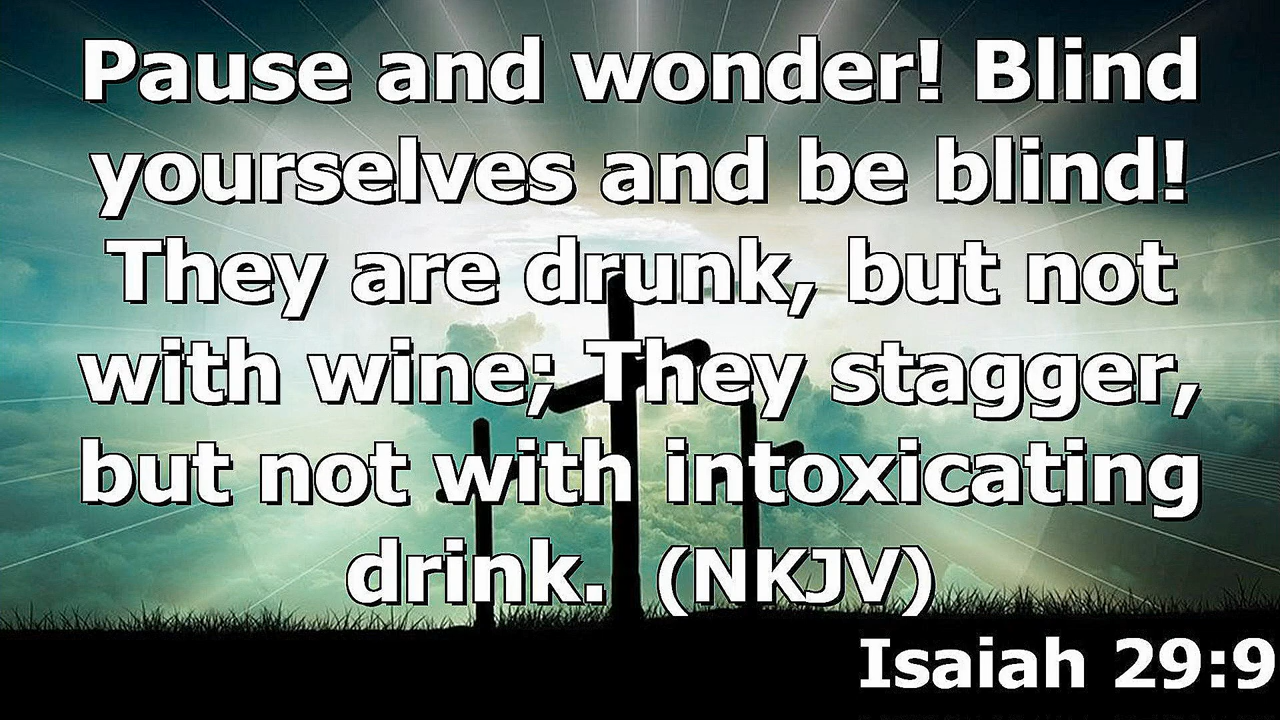 Pause and wonder! Blind
yourselves and be blind!
They are drunk, but not
with wine; They stagger,
but not with intoxicating
drink. (NKJV)
Isaiah 29:9